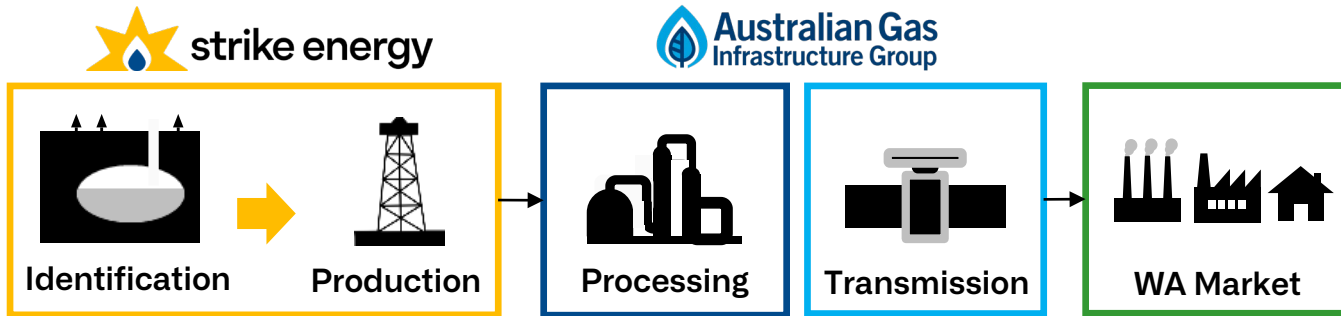 strike energy
Australian Gas
Infrastructure Group
Identification
Production
Processing
Transmission
WA Market